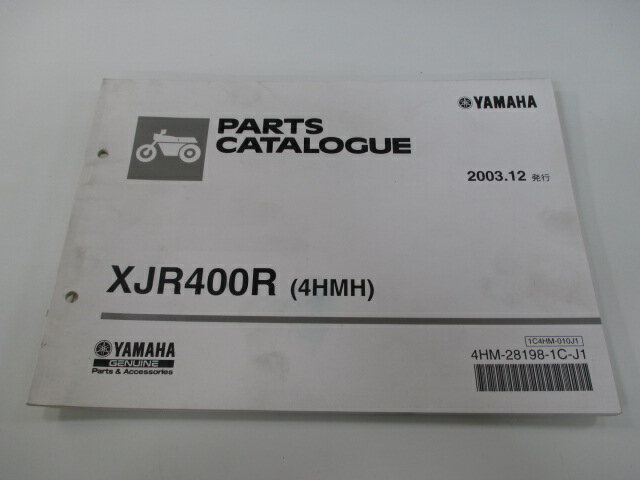 YAMAHA
PARTS
CATALOGUE
2003.12 発行
XJR400R (4HMH)
YAMAHA
GENUINE
Parts & Accessories
1C4HM-010J1
4HM-28198-1C-J1